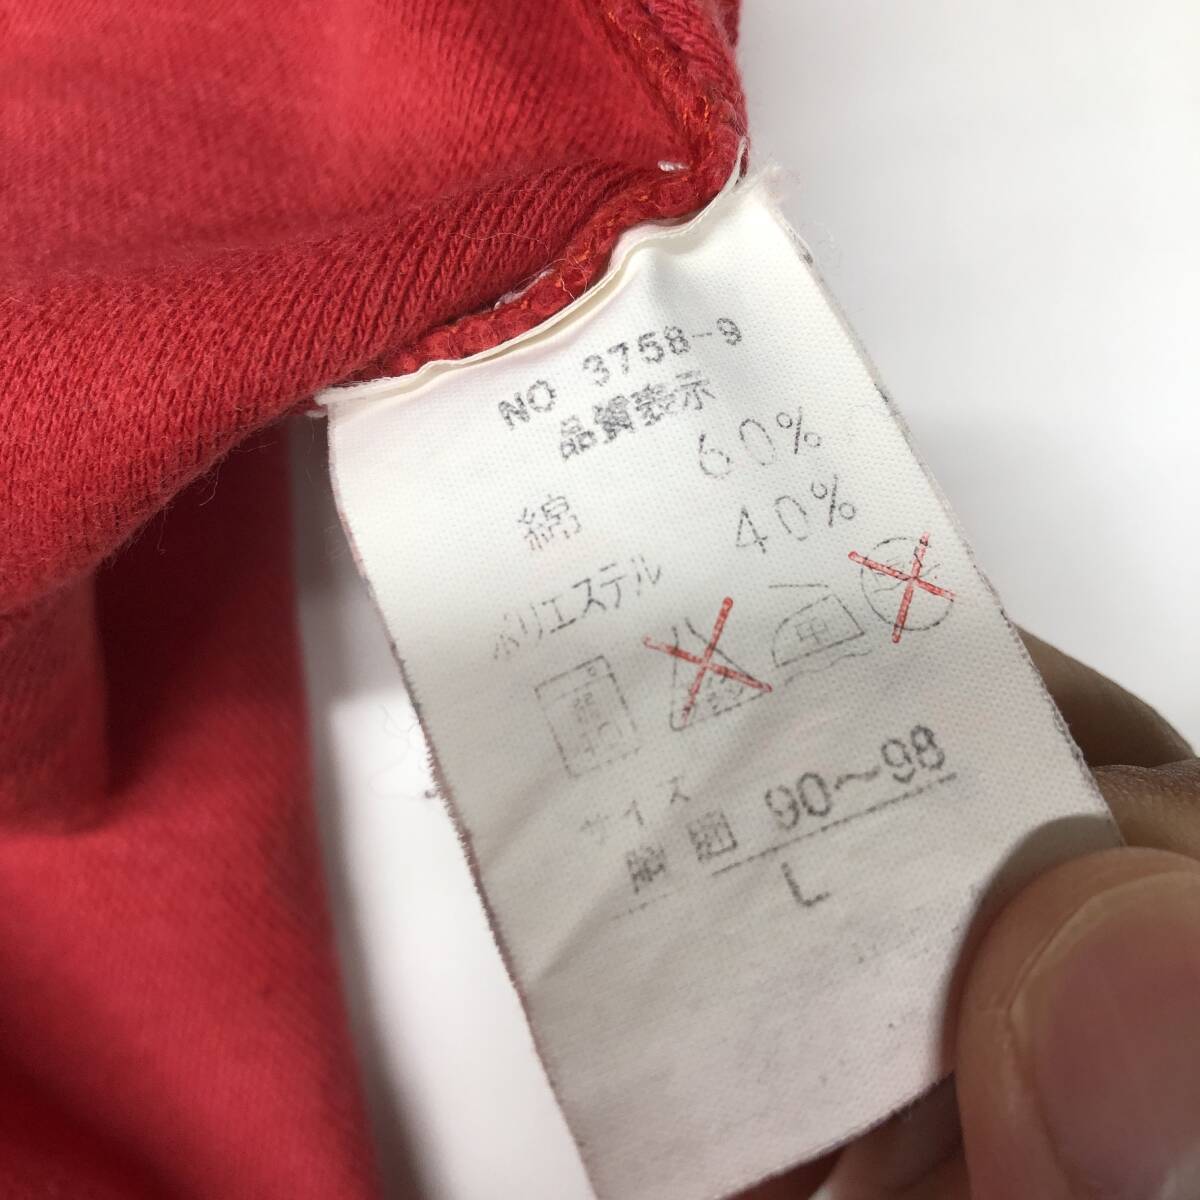 NO 3758-9
品質表示
綿 60%
ポリエステル 40%
中
サイズ
胸囲 90～98
L